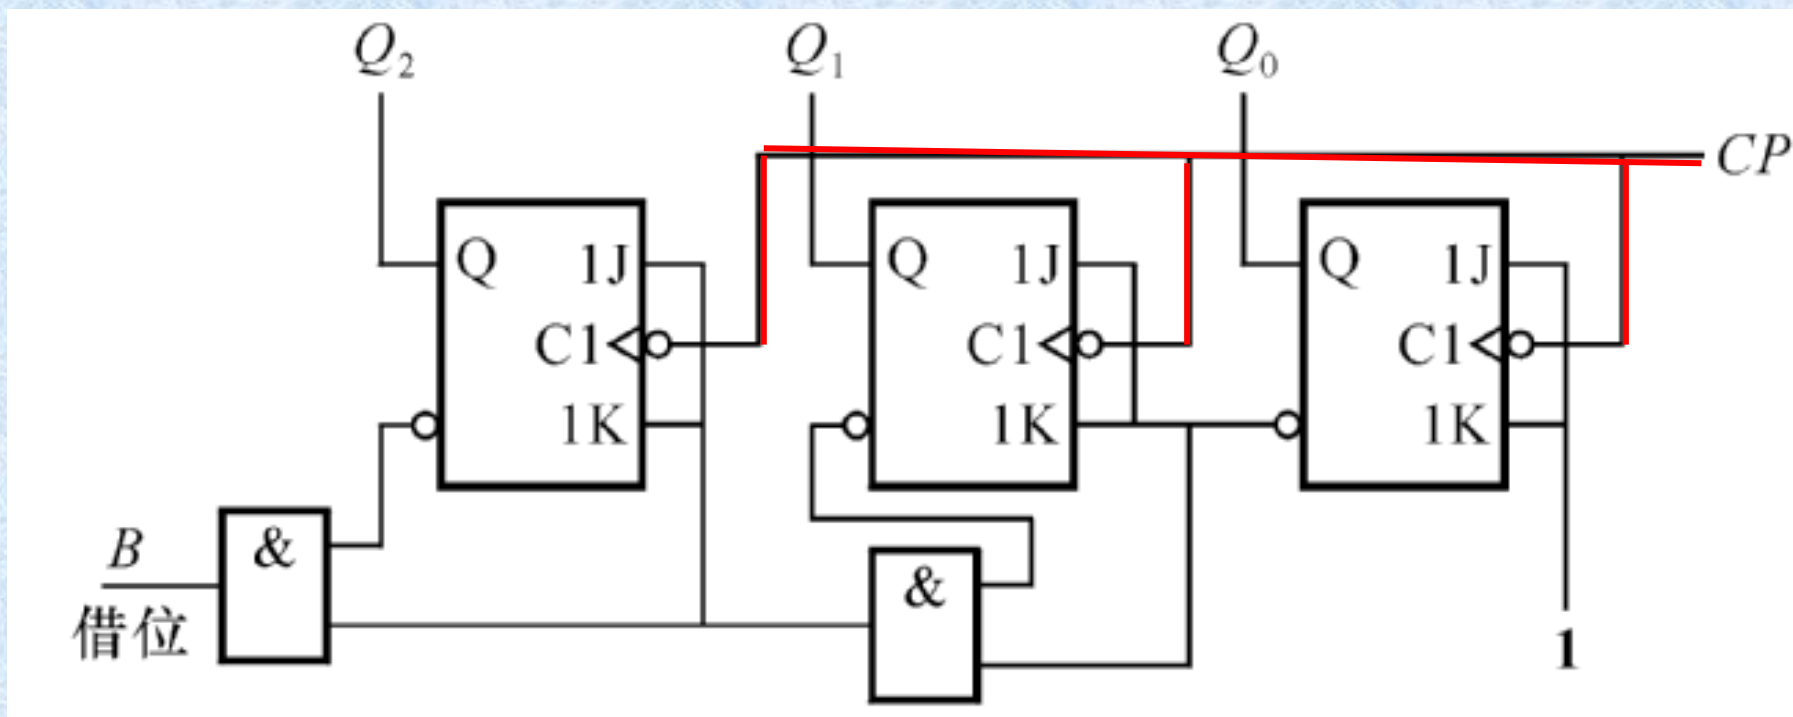 Q₂ Q₁ Q₀
CP
Q 1J Q 1J Q 1J
C1 C1 C1
1K 1K 1K
B & &
借位 1